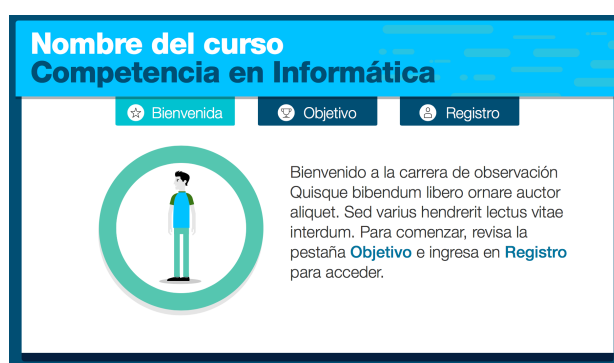 Nombre del curso
Competencia en Informática
Bienvenida
Objetivo
Registro
Bienvenido a la carrera de observación
Quisque bibendum libero ornare auctor
aliquet. Sed varius hendrerit lectus vitae
interdum. Para comenzar, revisa la
pestaña Objetivo e ingresa en Registro
para acceder.